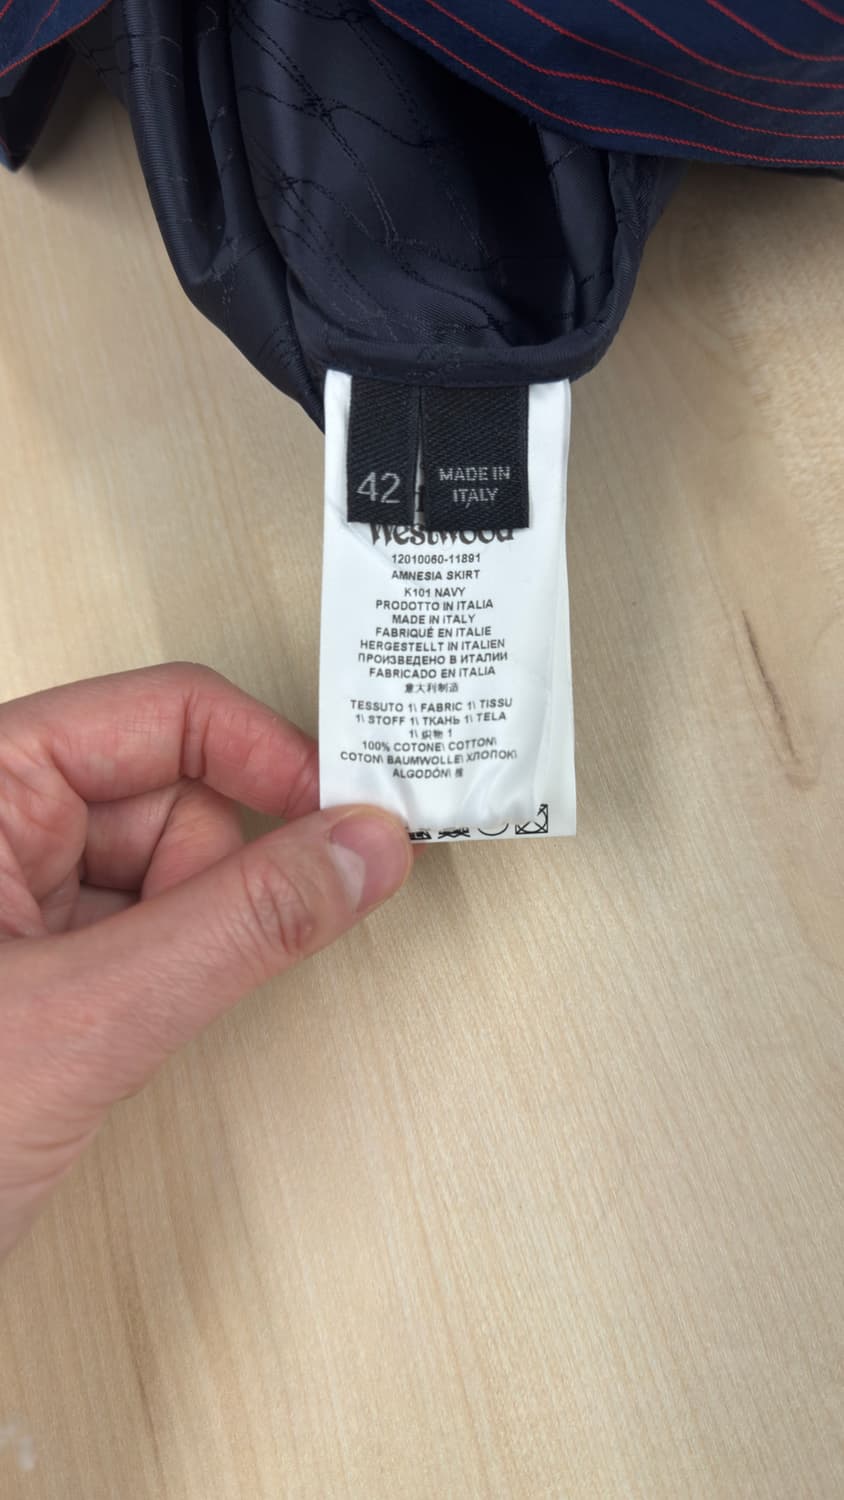 42
MADE IN
ITALY
Westwood
12010060-11891
AMNESIA SKIRT
K101 NAVY
PRODOTTO IN ITALIA
MADE IN ITALY
FABRIQUÉ EN ITALIE
HERGESTELLT IN ITALIEN
ПРОИЗВЕДЕНО В ИТАЛИИ
FABRICADO EN ITALIA
意大利制造
TESSUTO 1\ FABRIC 1\ TISSU
1\ STOFF 1\ ТКАНЬ 1\ TELA
1\ 织物 1
100% COTONE\ COTTON\
COTON\ BAUMWOLLE\ ХЛОПОК\
ALGODÓN\ 棉